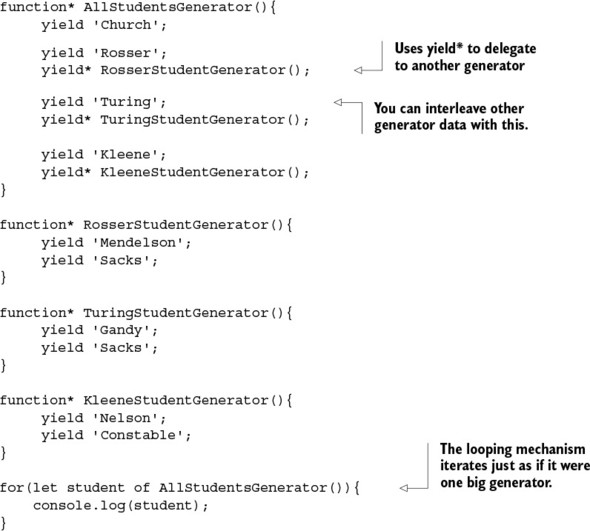 function* AllStudentsGenerator(){
yield 'Church';
yield 'Rosser';
yield* RosserStudentGenerator();
Uses yield* to delegate
to another generator
yield 'Turing';
yield* TuringStudentGenerator();
You can interleave other
generator data with this.
yield 'Kleene';
yield* KleeneStudentGenerator();
}
function* RosserStudentGenerator(){
yield 'Mendelson';
yield 'Sacks';
}
function* TuringStudentGenerator(){
yield 'Gandy';
yield 'Sacks';
}
function* KleeneStudentGenerator(){
yield 'Nelson';
yield 'Constable';
}
for(let student of AllStudentsGenerator()){
console.log(student);
}
The looping mechanism
iterates just as if it were
one big generator.